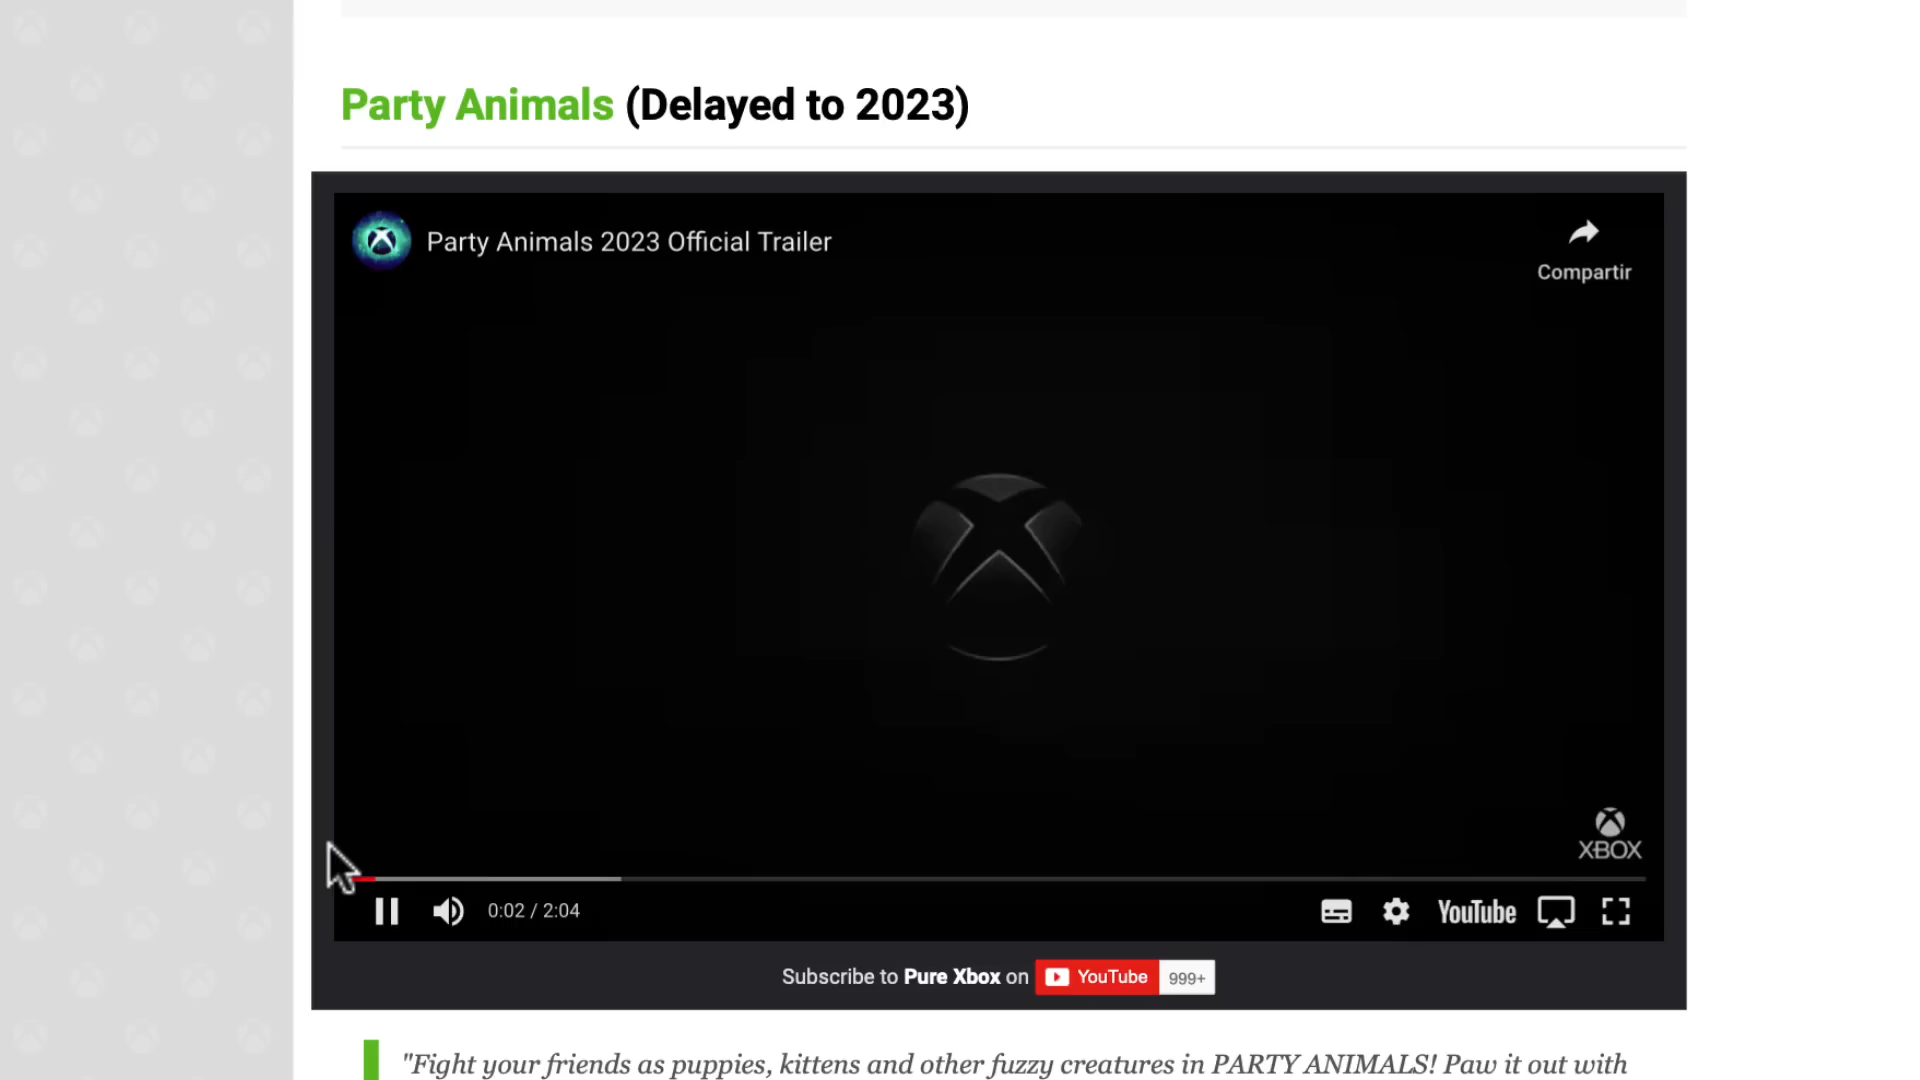 Party Animals (Delayed to 2023)
Party Animals 2023 Official Trailer
Compartir
XBOX
0:02 / 2:04
YouTube
Subscribe to Pure Xbox on YouTube 999+
"Fight your friends as puppies, kittens and other fuzzy creatures in PARTY ANIMALS! Paw it out with